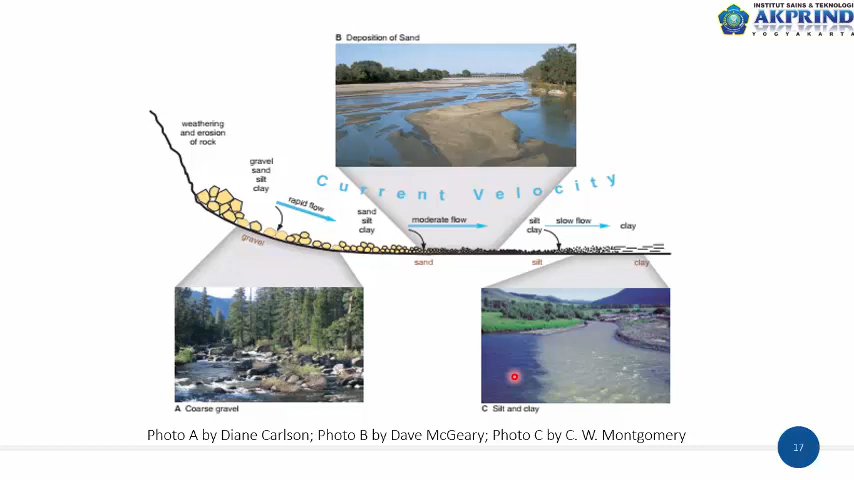 INSTITUT SAINS & TEKNOLOGI
AKPRIND
YOGYAKARTA
B Deposition of Sand
weathering
and erosion
of rock
gravel
sand
silt
clay
Current Velocity
rapid flow
sand
silt
clay
moderate flow
silt
clay
slow flow
clay
gravel
sand
silt
clay
A Coarse gravel
C Silt and clay
Photo A by Diane Carlson; Photo B by Dave McGeary; Photo C by C. W. Montgomery
17